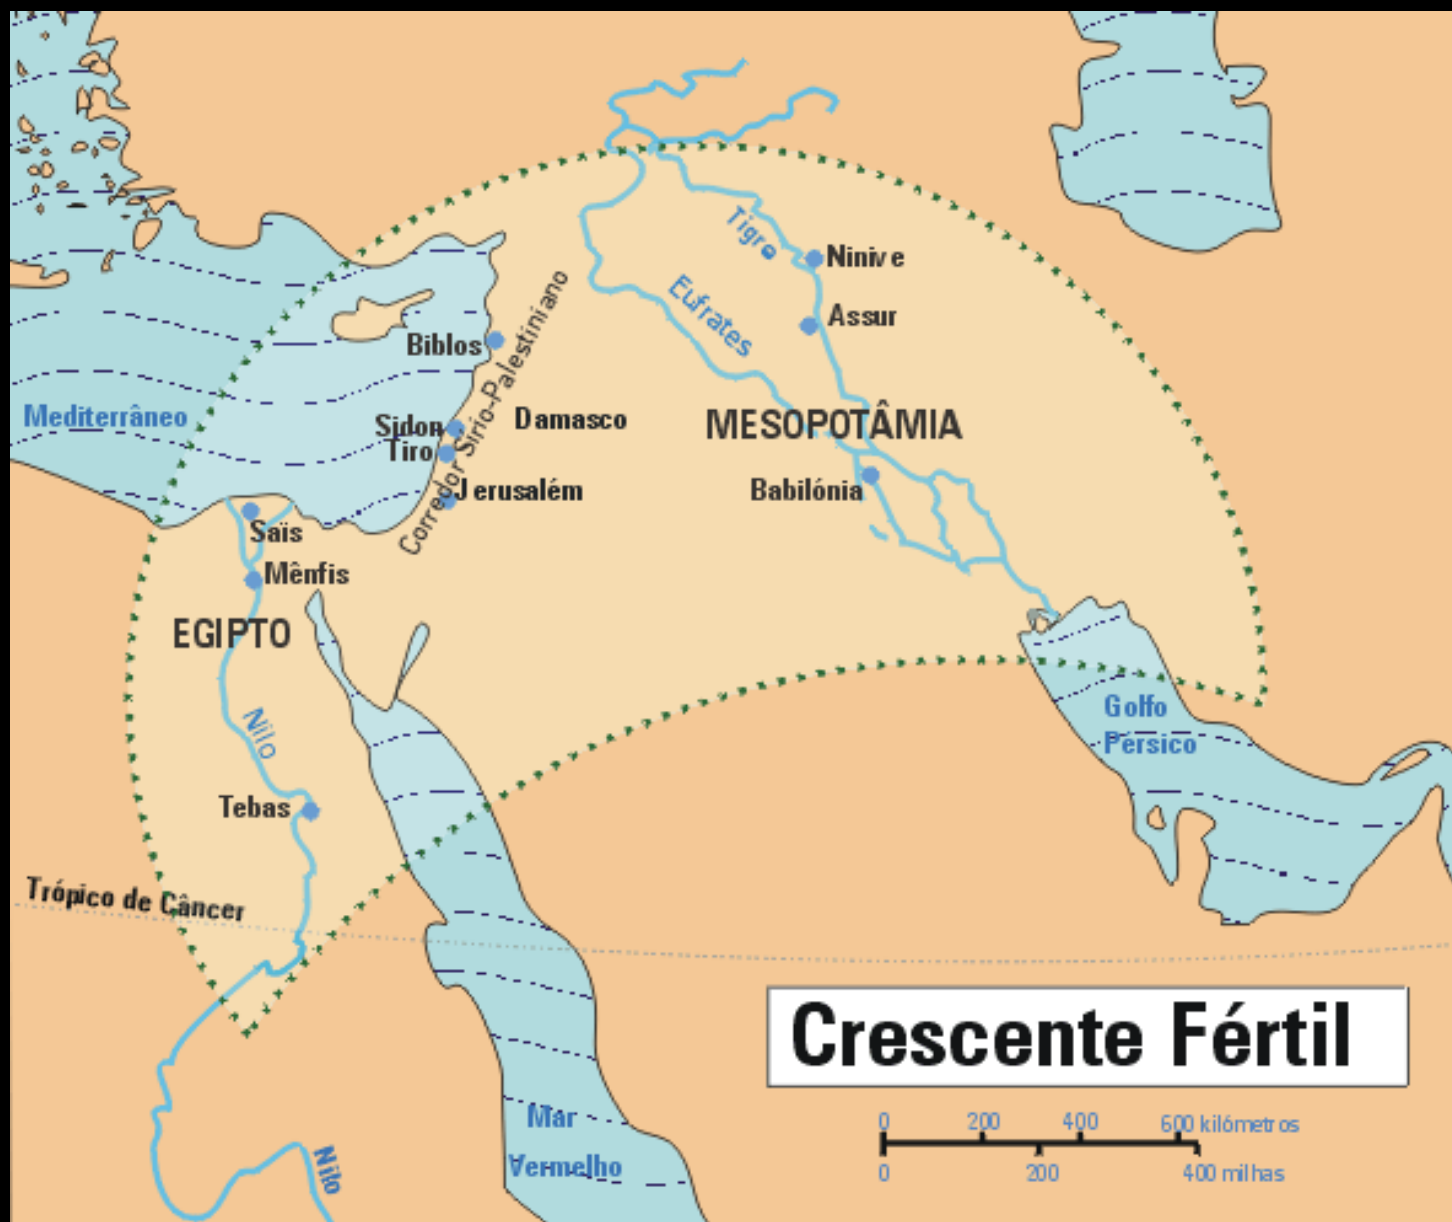 Tigre
Ninive
Eufrates
Assur
Biblos
Corredor Sírio-Palestiniano
Mediterrâneo
Sidon
Damasco
MESOPOTÂMIA
Tiro
Jerusalém
Babilónia
Saïs
Mênfis
EGIPTO
Nilo
Golfo
Pérsico
Tebas
Trópico de Câncer
Crescente Fértil
0 200 400 600 kilómetros
0 200 400 milhas
Mar
Vermelho
Nilo